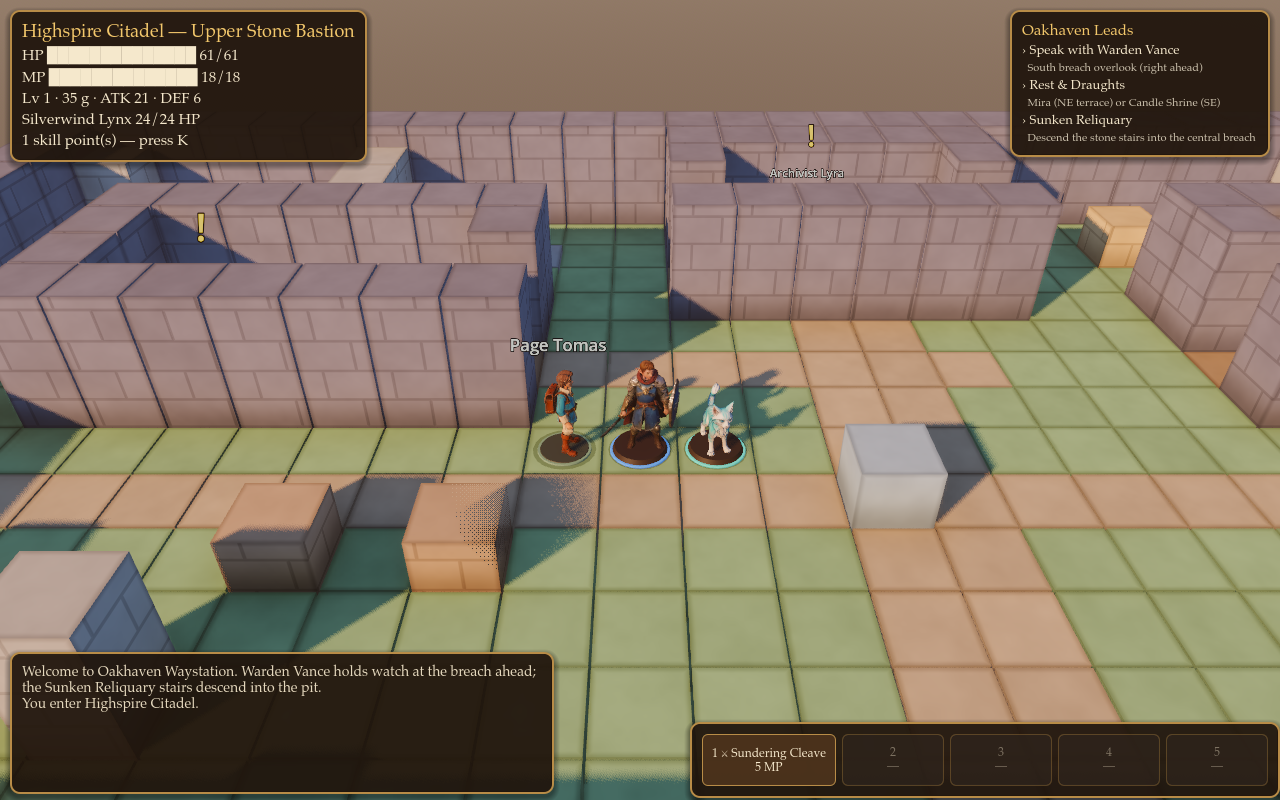 Highspire Citadel — Upper Stone Bastion
HP 61/61
MP 18/18
Lv 1 · 35 g · ATK 21 · DEF 6
Silverwind Lynx 24/24 HP
1 skill point(s) — press K
Oakhaven Leads
› Speak with Warden Vance
South breach overlook (right ahead)
› Rest & Draughts
Mira (NE terrace) or Candle Shrine (SE)
› Sunken Reliquary
Descend the stone stairs into the central breach
!
Archivist Lyra
!
Page Tomas
Welcome to Oakhaven Waystation. Warden Vance holds watch at the breach ahead;
the Sunken Reliquary stairs descend into the pit.
You enter Highspire Citadel.
1 ⚔ Sundering Cleave
5 MP
2
—
3
—
4
—
5
—